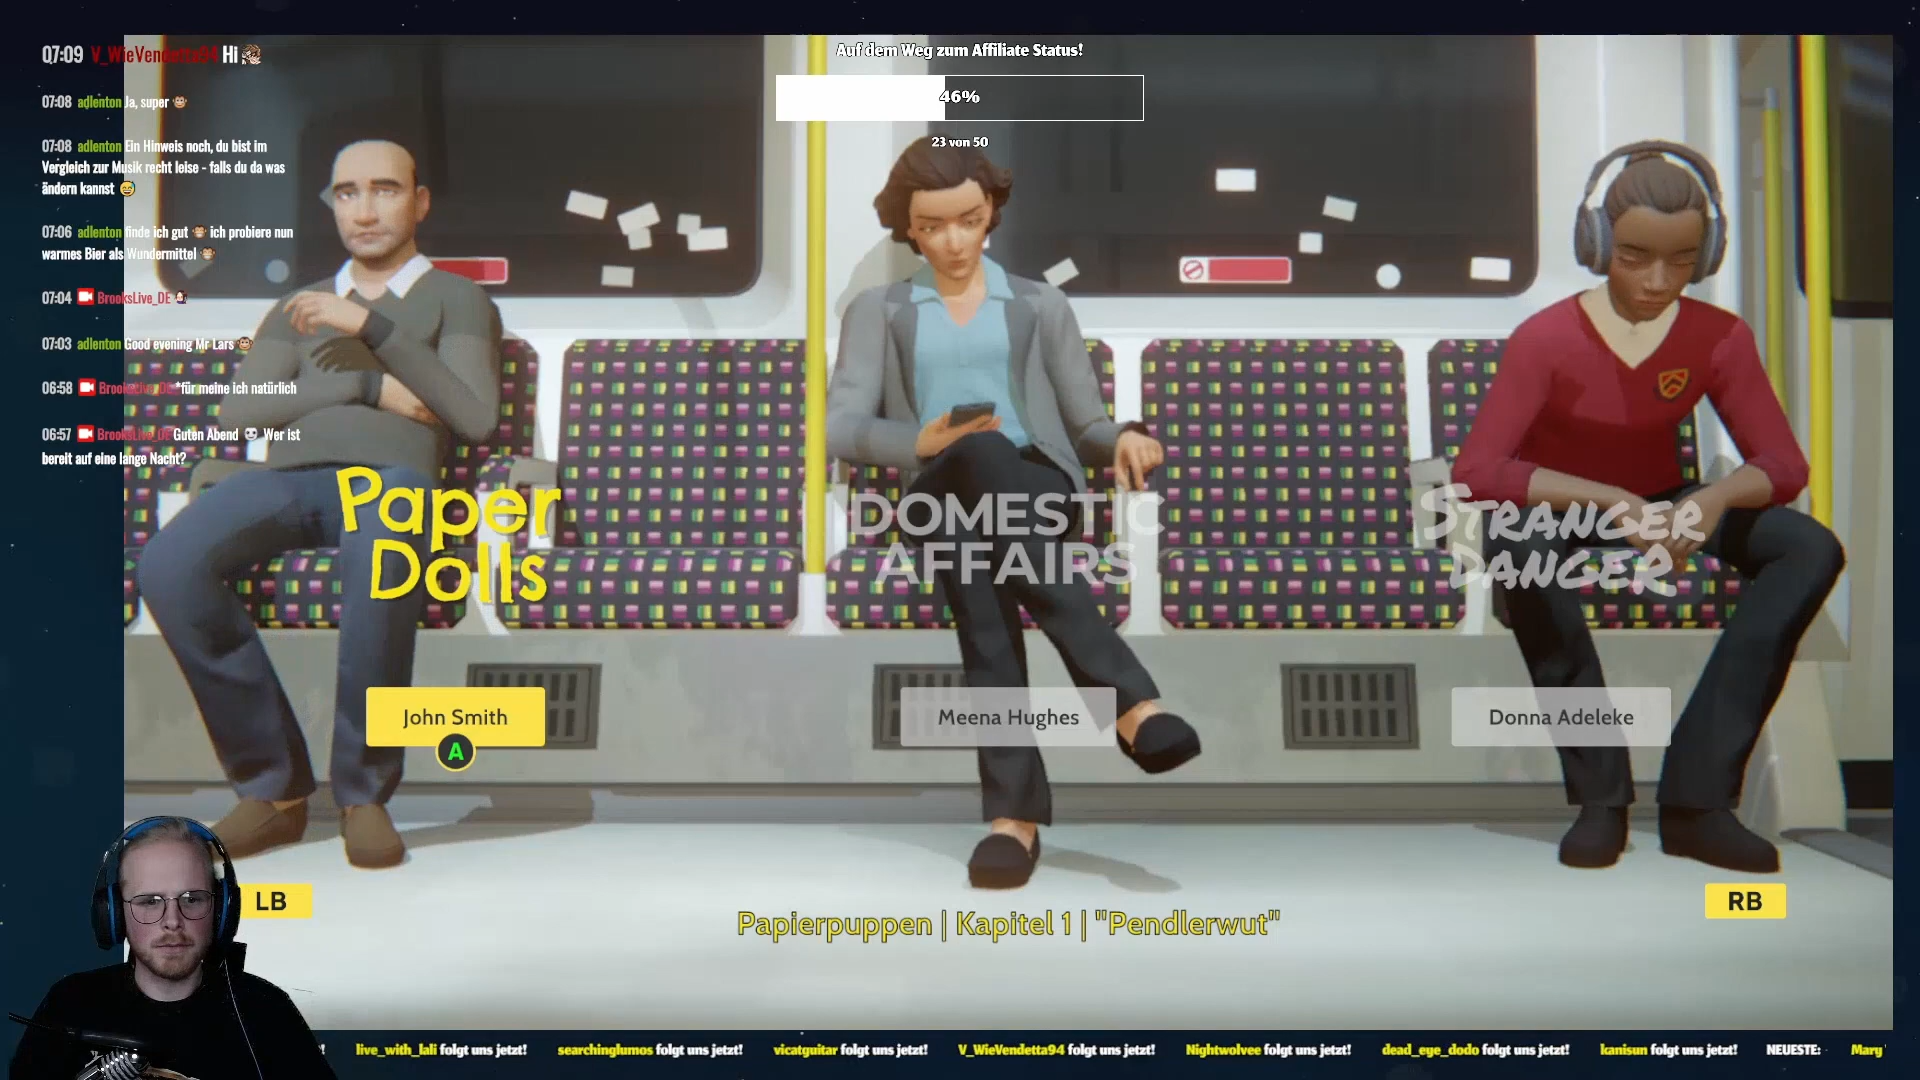 07:09 V_WieVendetta94 Hi
07:08 adlenton Ja, super
07:08 adlenton Ein Hinweis noch, du bist im
Vergleich zur Musik recht leise - falls du da was
ändern kannst
07:06 adlenton finde ich gut ich probiere nun
warmes Bier als Wundermittel
07:04 BrooksLive_DE
07:03 adlenton Good evening Mr Lars
06:58 BrooksLive_DE *für meine ich natürlich
06:57 BrooksLive_DE Guten Abend Wer ist
bereit auf eine lange Nacht?
Auf dem Weg zum Affiliate Status!
46%
23 von 50
Paper
Dolls
DOMESTIC
AFFAIRS
STRANGER
DANGER
John Smith
A
Meena Hughes
Donna Adeleke
LB
RB
Papierpuppen | Kapitel 1 | "Pendlerwut"
live_with_lali folgt uns jetzt! searchinglumos folgt uns jetzt! vicatguitar folgt uns jetzt! V_WieVendetta94 folgt uns jetzt! Nightwolvee folgt uns jetzt! dead_eye_dodo folgt uns jetzt! kanisun folgt uns jetzt! NEUESTE: Mary